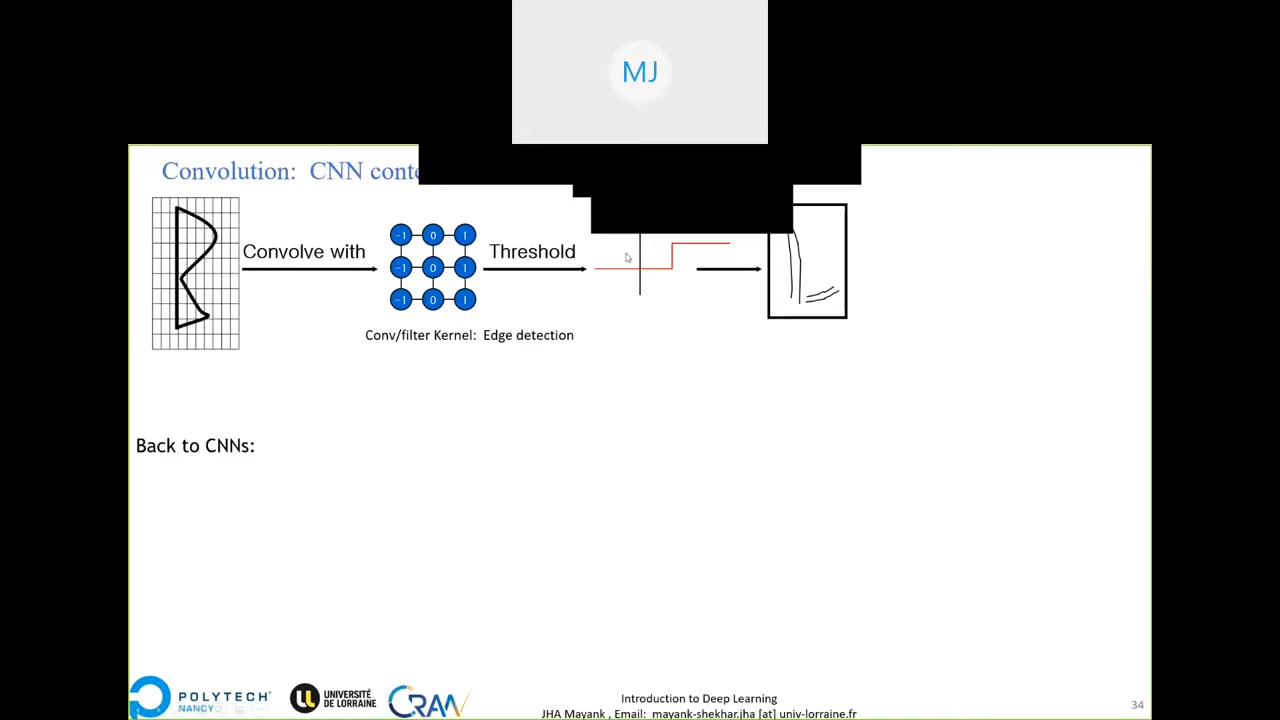 MJ
Convolution: CNN conte
Convolve with
-1 0 1
-1 0 1
-1 0 1
Threshold
Conv/filter Kernel: Edge detection
Back to CNNs:
POLYTECH
NANCY
UNIVERSITÉ
DE LORRAINE
CRAN
Introduction to Deep Learning
JHA Mayank , Email: mayank-shekhar.jha [at] univ-lorraine.fr
34